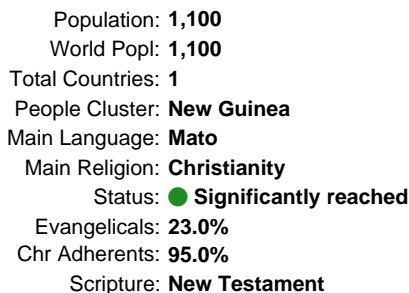 Population: 1,100
World Popl: 1,100
Total Countries: 1
People Cluster: New Guinea
Main Language: Mato
Main Religion: Christianity
Status: Significantly reached
Evangelicals: 23.0%
Chr Adherents: 95.0%
Scripture: New Testament